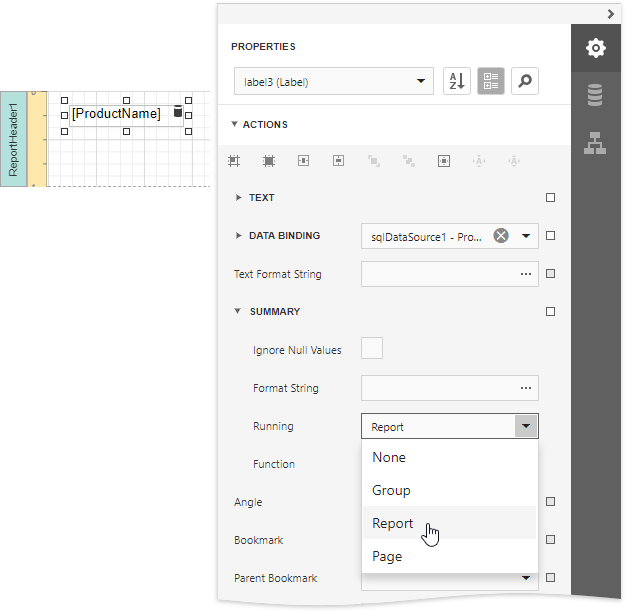 PROPERTIES
label3 (Label)
A
Z
ReportHeader1
[ProductName]
ACTIONS
A
A
TEXT
DATA BINDING
sqlDataSource1 - Pro...
Text Format String
...
SUMMARY
Ignore Null Values
Format String
...
Running
Report
None
Function
Group
Angle
Report
Bookmark
Page
Parent Bookmark